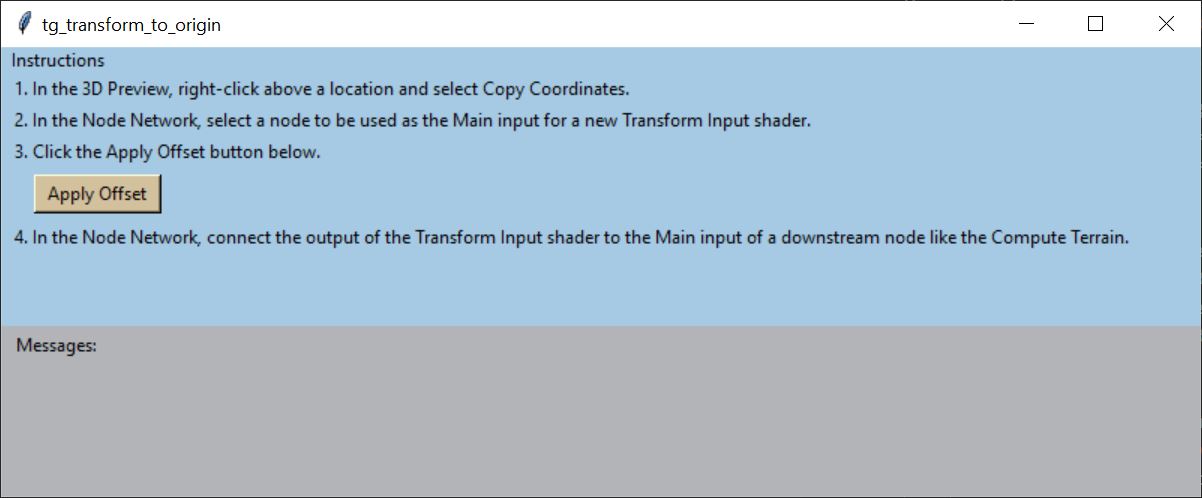 tg_transform_to_origin
Instructions
1. In the 3D Preview, right-click above a location and select Copy Coordinates.
2. In the Node Network, select a node to be used as the Main input for a new Transform Input shader.
3. Click the Apply Offset button below.
Apply Offset
4. In the Node Network, connect the output of the Transform Input shader to the Main input of a downstream node like the Compute Terrain.
Messages: